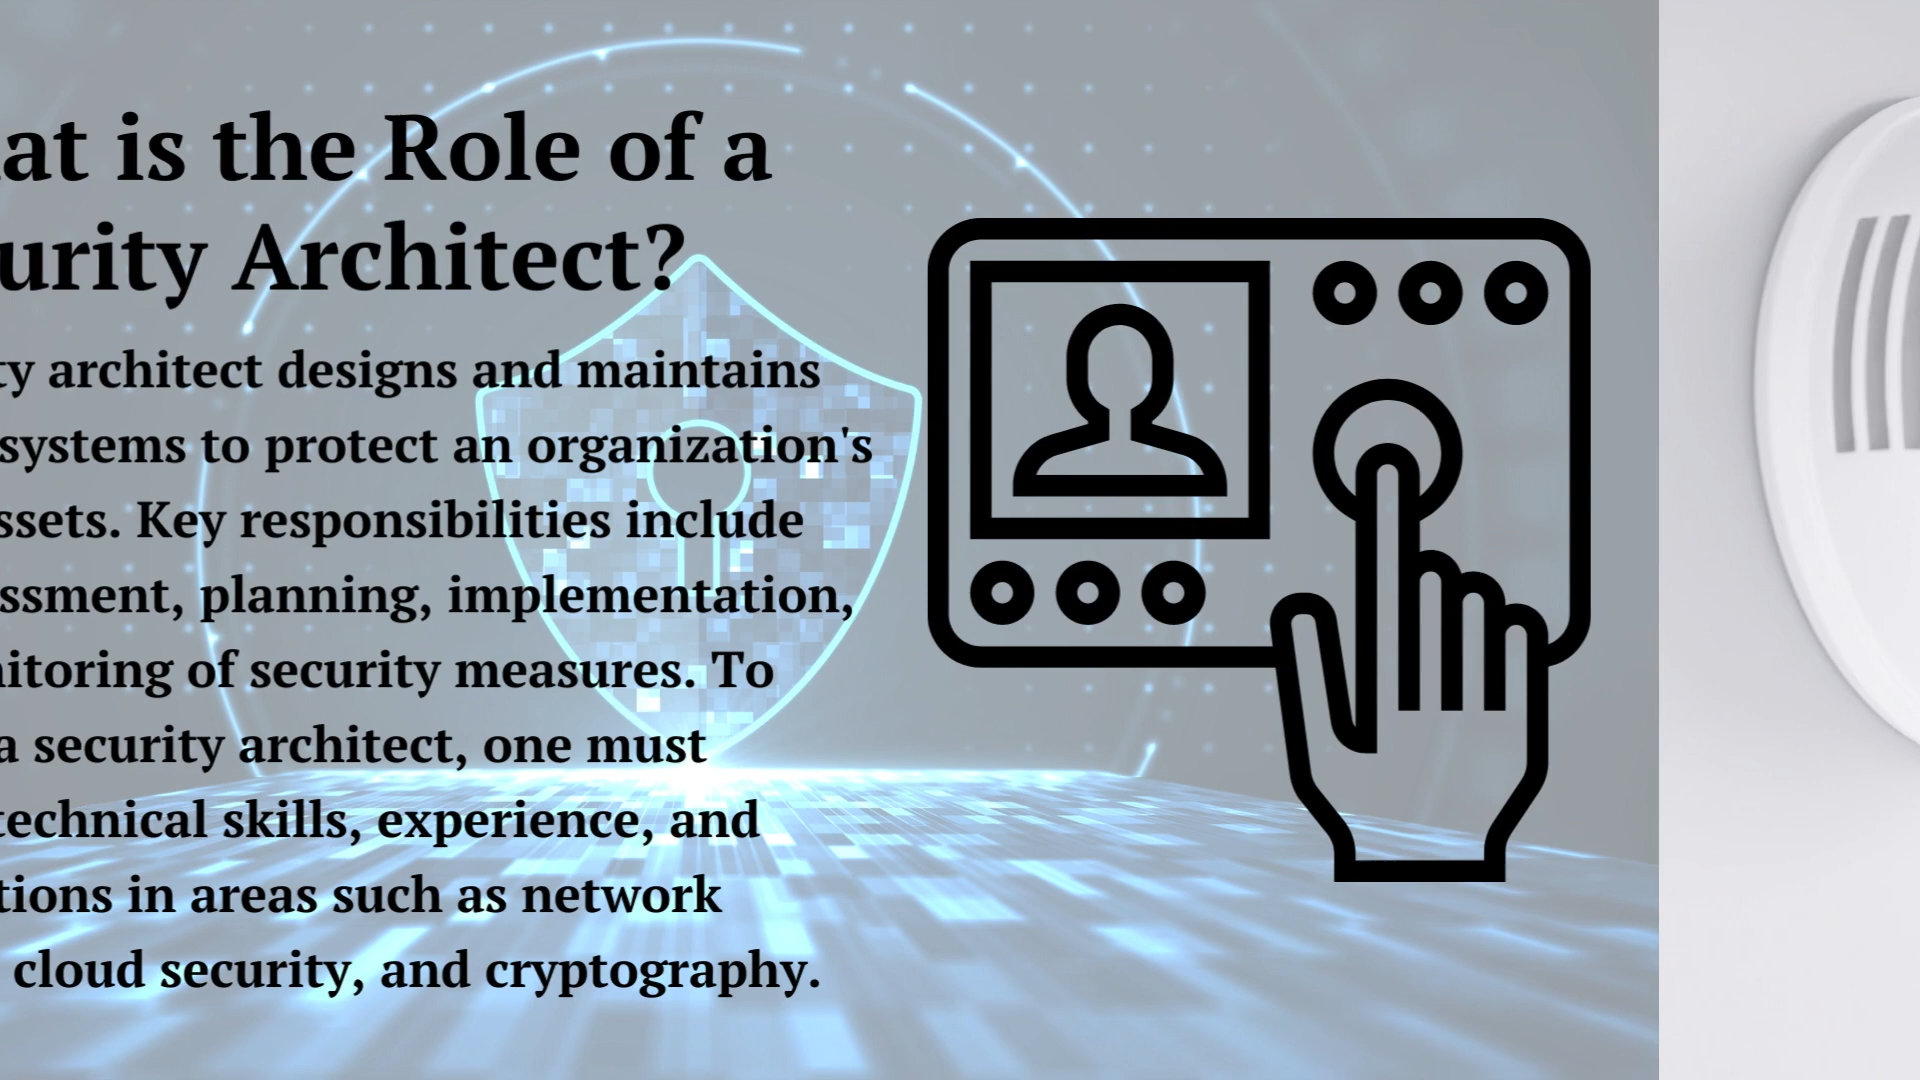 at is the Role of a
urity Architect?
ty architect designs and maintains
systems to protect an organization's
ssets. Key responsibilities include
ssment, planning, implementation,
nitoring of security measures. To
a security architect, one must
technical skills, experience, and
tions in areas such as network
cloud security, and cryptography.